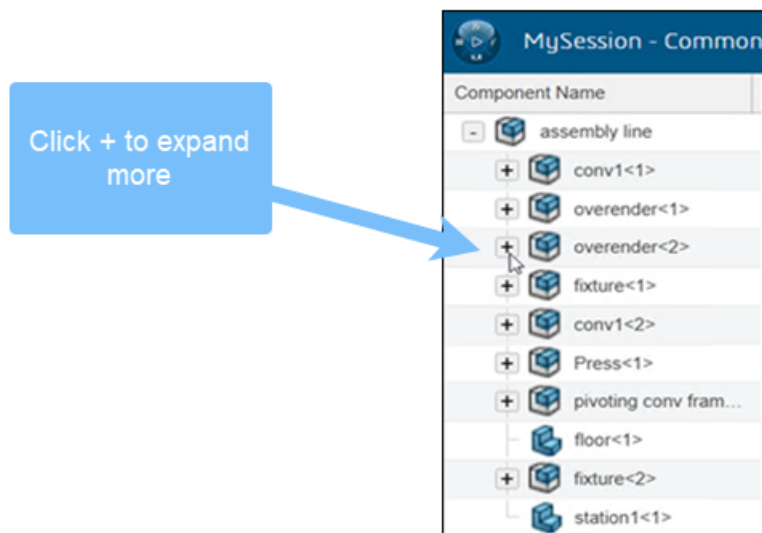 MySession - Common
Component Name
Click + to expand
more
assembly line
conv1<1>
overender<1>
overender<2>
fixture<1>
conv1<2>
Press<1>
pivoting conv fram...
floor<1>
fixture<2>
station1<1>